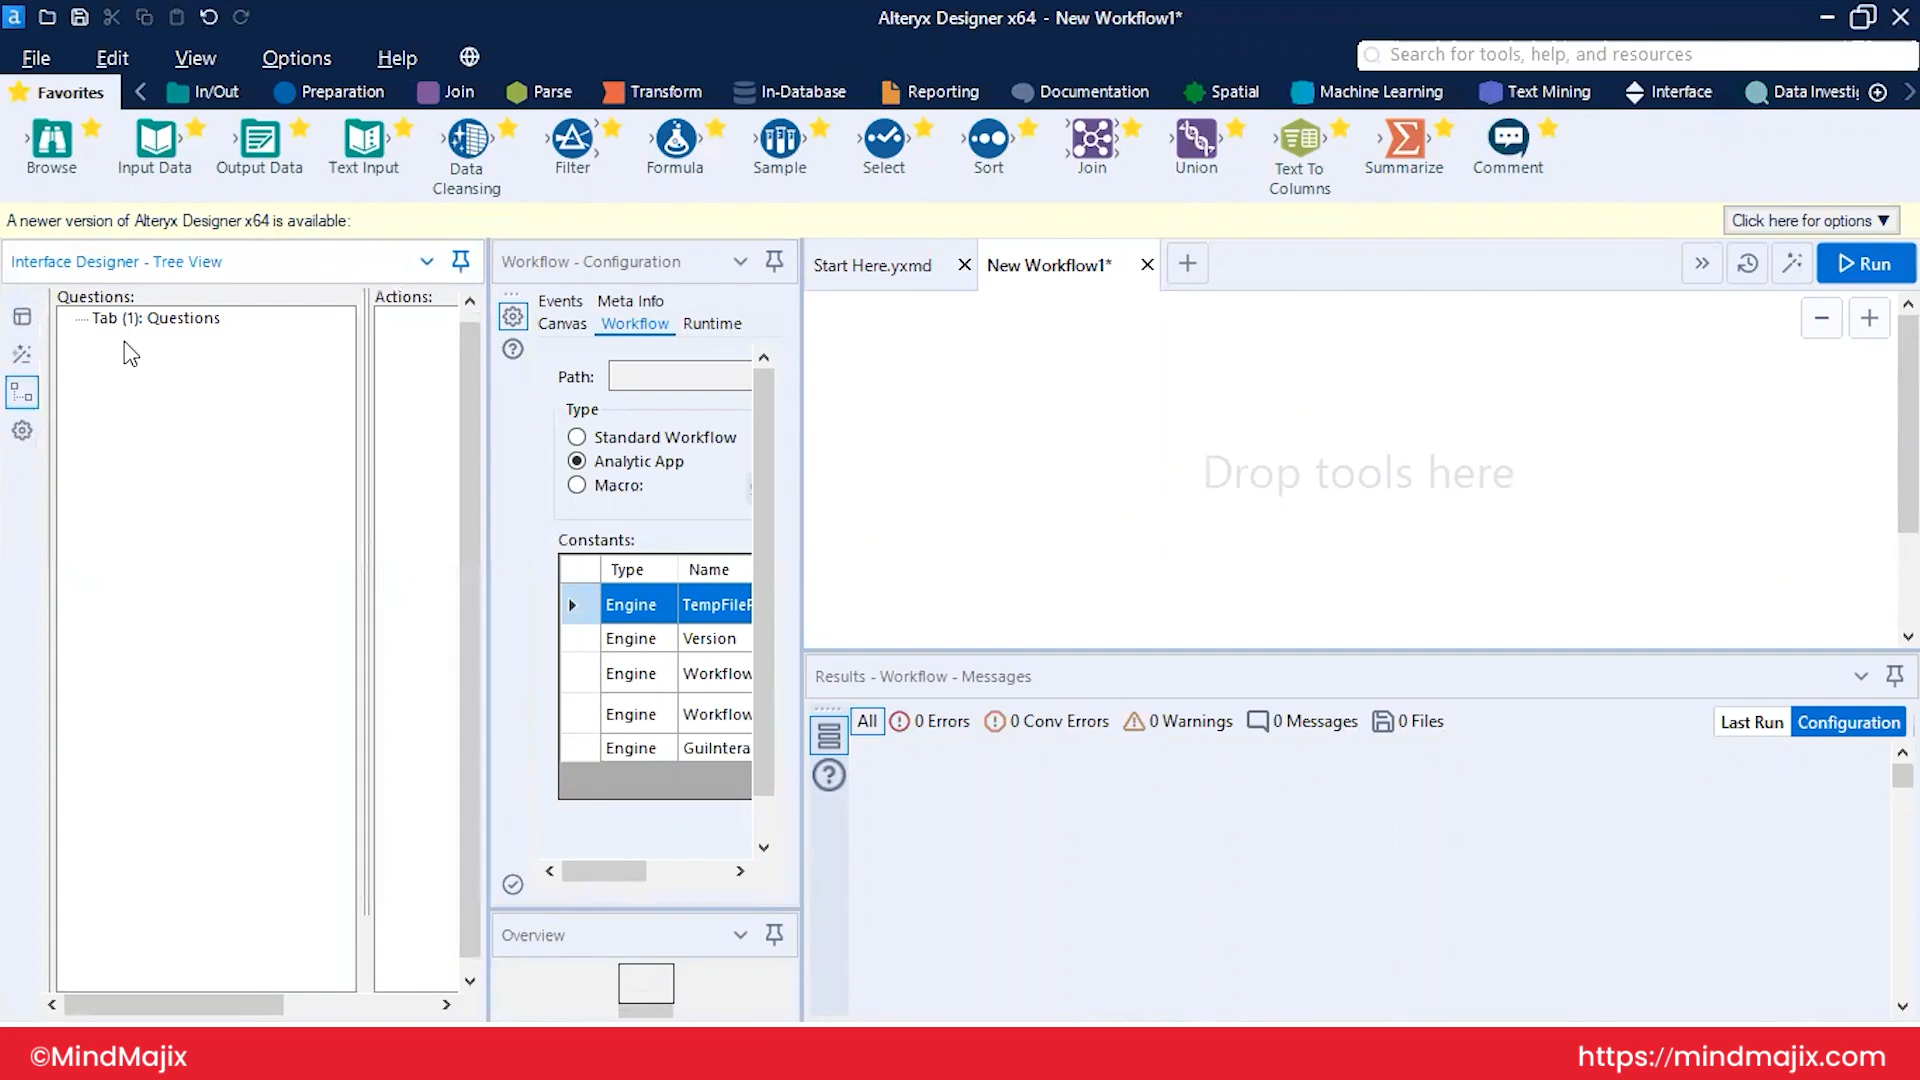 a
Alteryx Designer x64 - New Workflow1*
File Edit View Options Help
Search for tools, help, and resources
Favorites In/Out Preparation Join Parse Transform In-Database Reporting Documentation Spatial Machine Learning Text Mining Interface Data Investig
Browse Input Data Output Data Text Input Data Cleansing Filter Formula Sample Select Sort Join Union Text To Columns Summarize Comment
A newer version of Alteryx Designer x64 is available:
Click here for options ▼
Interface Designer - Tree View
Questions:
Tab (1): Questions
Actions:
Workflow - Configuration
Events Meta Info
Canvas Workflow Runtime
Path:
Type
Standard Workflow
Analytic App
Macro:
Constants:
Type Name
Engine TempFileP
Engine Version
Engine Workflow
Engine Workflow
Engine GuiIntera
Overview
Start Here.yxmd New Workflow1*
Run
Drop tools here
Results - Workflow - Messages
All 0 Errors 0 Conv Errors 0 Warnings 0 Messages 0 Files
Last Run Configuration
©MindMajix
https://mindmajix.com